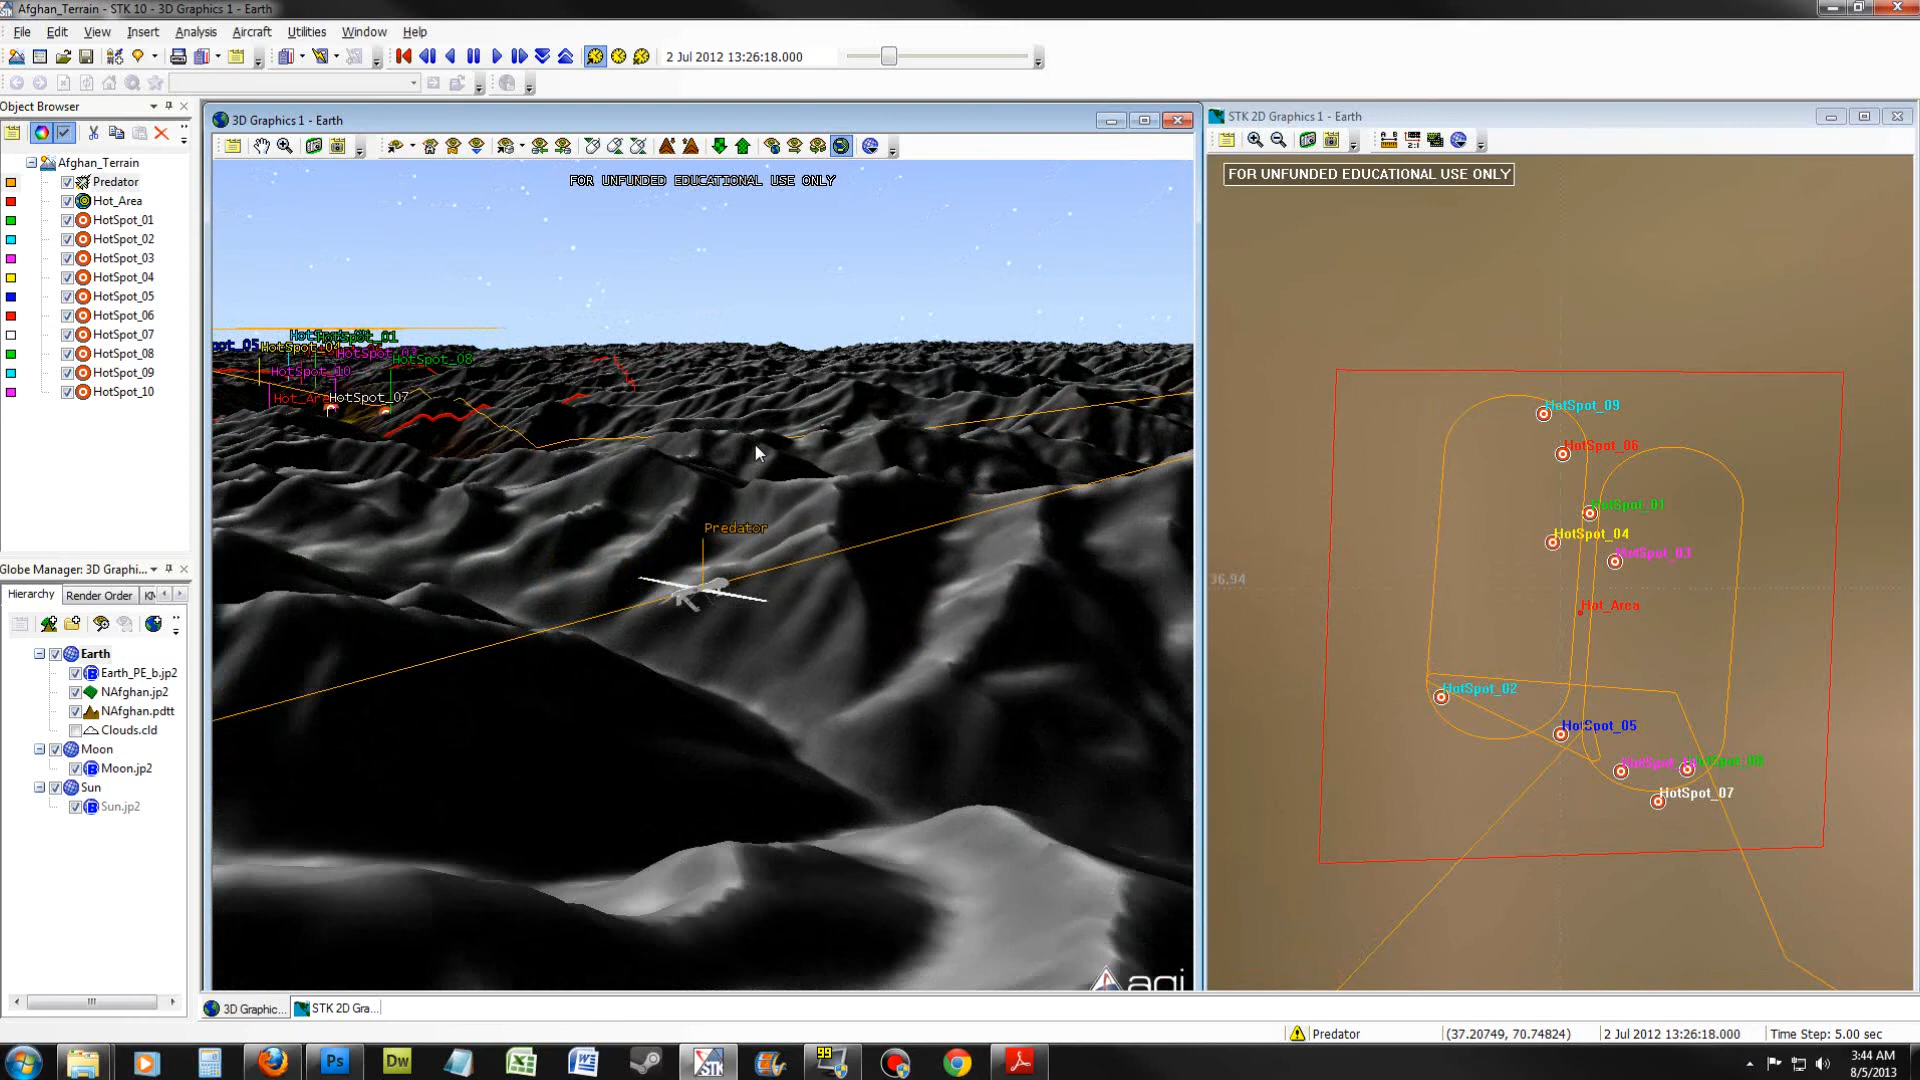 Afghan_Terrain - STK 10 - 3D Graphics 1 - Earth
File Edit View Insert Analysis Aircraft Utilities Window Help
2 Jul 2012 13:26:18.000
Object Browser
Afghan_Terrain
Predator
Hot_Area
HotSpot_01
HotSpot_02
HotSpot_03
HotSpot_04
HotSpot_05
HotSpot_06
HotSpot_07
HotSpot_08
HotSpot_09
HotSpot_10
Globe Manager: 3D Graphi...
Hierarchy Render Order
Earth
Earth_PE_b.jp2
NAfghan.jp2
NAfghan.pdtt
Clouds.cld
Moon
Moon.jp2
Sun
Sun.jp2
3D Graphics 1 - Earth
FOR UNFUNDED EDUCATIONAL USE ONLY
HotSpot_08
HotSpot_10
HotSpot_07
Predator
agi
STK 2D Graphics 1 - Earth
FOR UNFUNDED EDUCATIONAL USE ONLY
HotSpot_09
HotSpot_06
HotSpot_01
HotSpot_04
HotSpot_03
36.94
Hot_Area
HotSpot_02
HotSpot_05
HotSpot_07
3D Graphic... STK 2D Gra...
Predator (37.20749, 70.74824) 2 Jul 2012 13:26:18.000 Time Step: 5.00 sec
Ps Dw STK 99
3:44 AM
8/5/2013